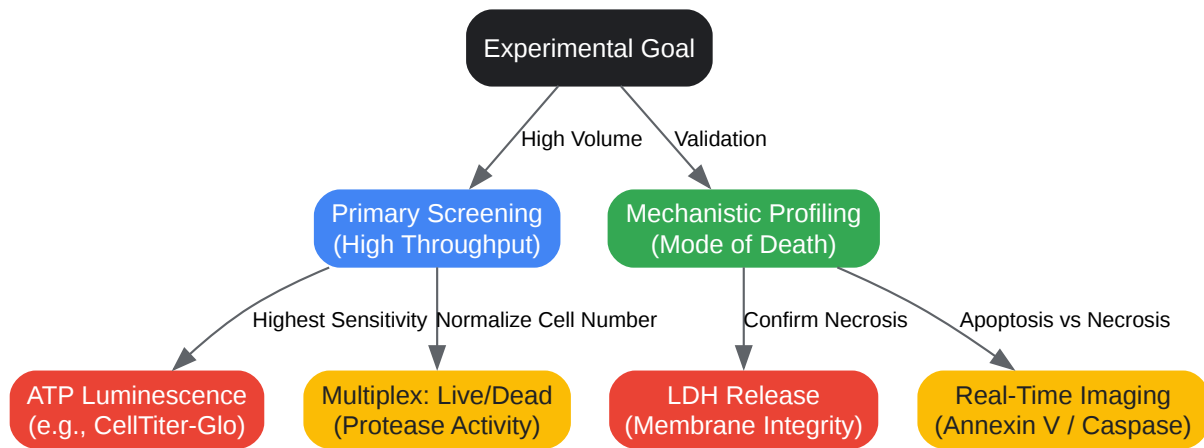 Experimental Goal
High Volume
Validation
Primary Screening
(High Throughput)
Mechanistic Profiling
(Mode of Death)
Highest Sensitivity
Normalize Cell Number
Confirm Necrosis
Apoptosis vs Necrosis
ATP Luminescence
(e.g., CellTiter-Glo)
Multiplex: Live/Dead
(Protease Activity)
LDH Release
(Membrane Integrity)
Real-Time Imaging
(Annexin V / Caspase)